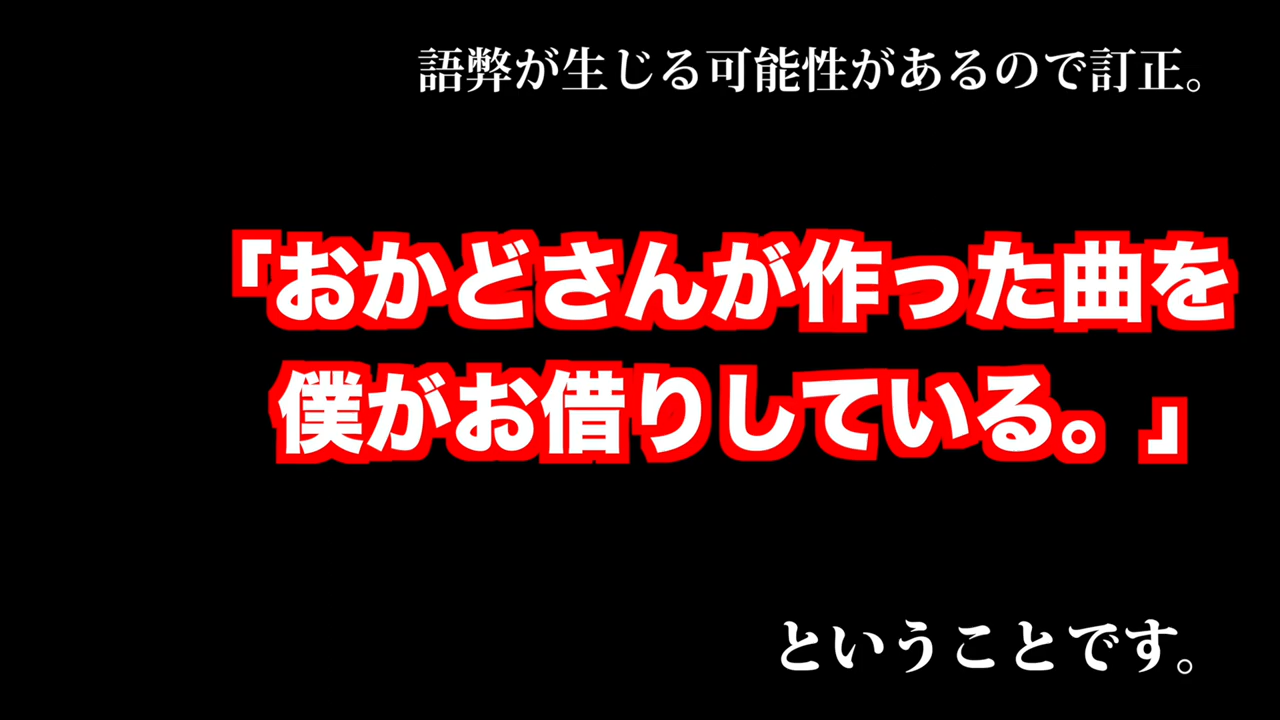 語弊が生じる可能性があるので訂正。
「おかどさんが作った曲を
僕がお借りしている。」
ということです。